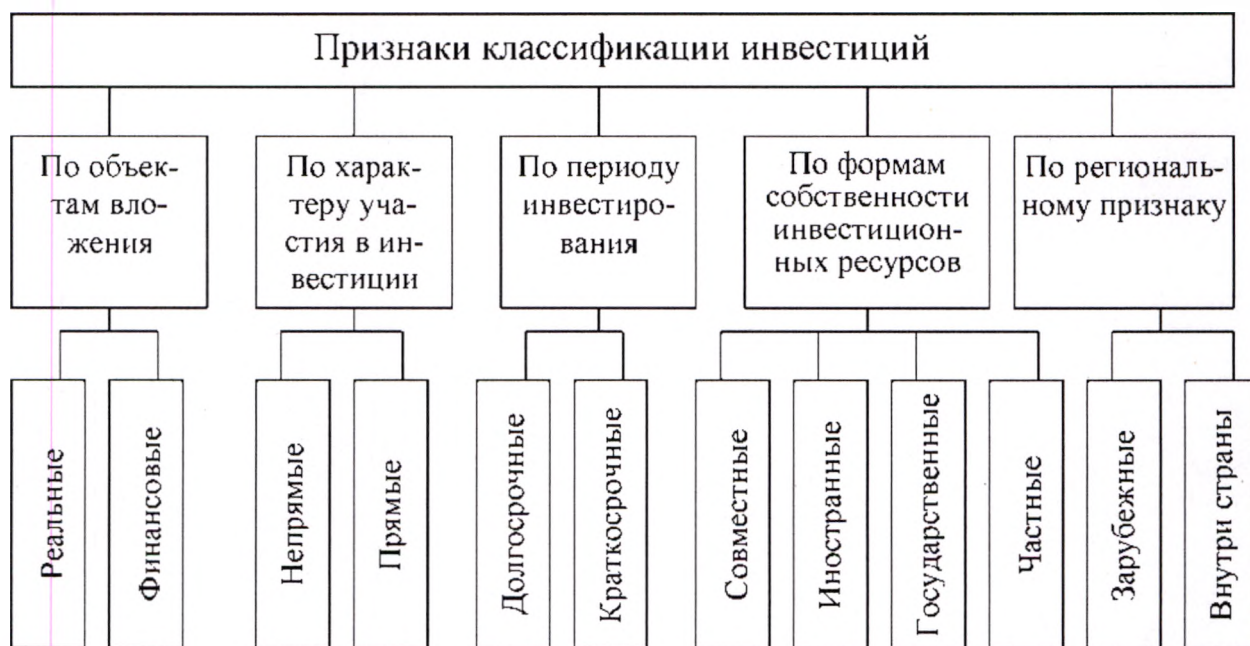 Признаки классификации инвестиций
По объек-
там вло-
жения
По харак-
теру уча-
стия в ин-
вестиции
По периоду
инвестиро-
вания
По формам
собственности
инвестицион-
ных ресурсов
По региональ-
ному признаку
Реальные
Финансовые
Непрямые
Прямые
Долгосрочные
Краткосрочные
Совместные
Иностранные
Государственные
Частные
Зарубежные
Внутри страны